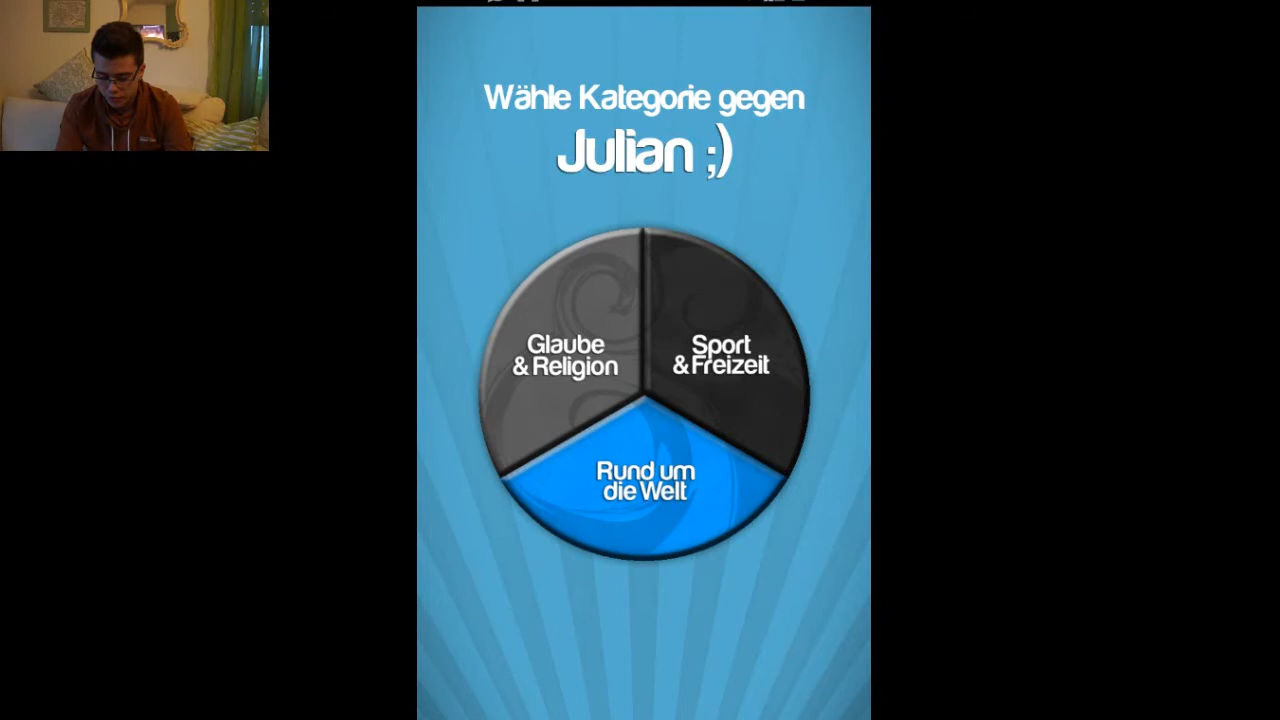 Wähle Kategorie gegen
Julian ;)
Glaube
& Religion
Sport
& Freizeit
Rund um
die Welt